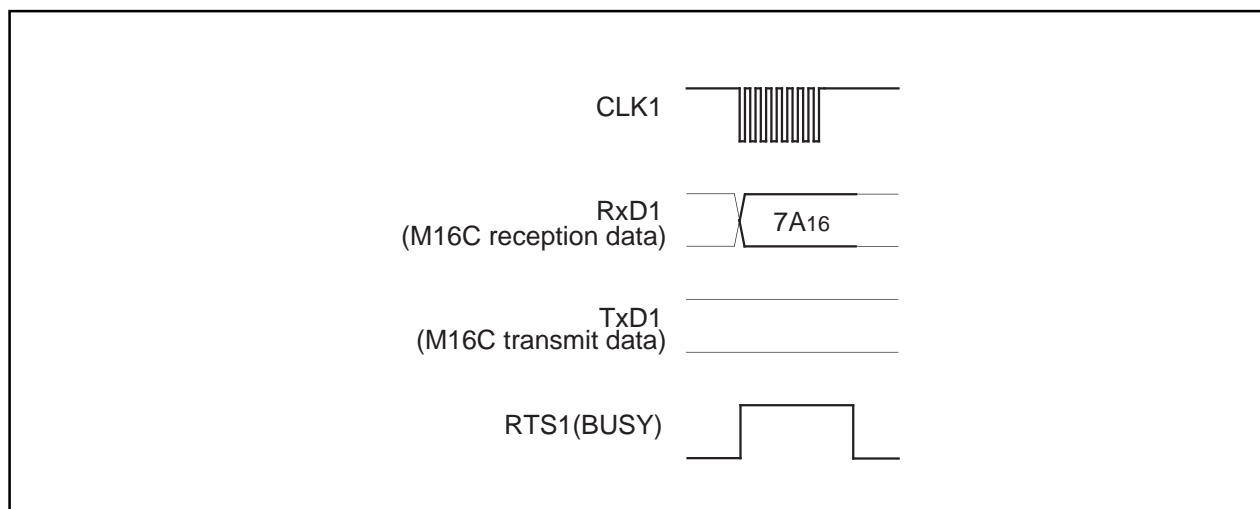 CLK1
RxD1
(M16C reception data)
7A16
TxD1
(M16C transmit data)
RTS1(BUSY)